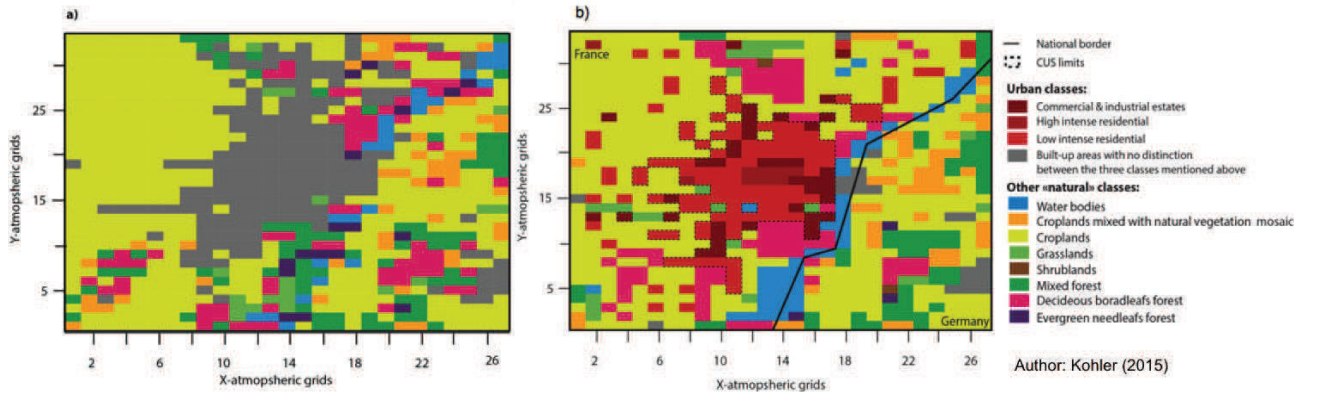 a)
Y-atmopsheric grids
25
15
5
2 6 10 14 18 22 26
X-atmopsheric grids
b)
France
Y-atmopsheric grids
25
15
5
Germany
2 6 10 14 18 22 26
X-atmopsheric grids
National border
CUS limits
Urban classes:
Commercial & industrial estates
High intense residential
Low intense residential
Built-up areas with no distinction
between the three classes mentioned above
Other «natural» classes:
Water bodies
Croplands mixed with natural vegetation mosaic
Croplands
Grasslands
Shrublands
Mixed forest
Decideous boradleafs forest
Evergreen needleafs forest
Author: Kohler (2015)